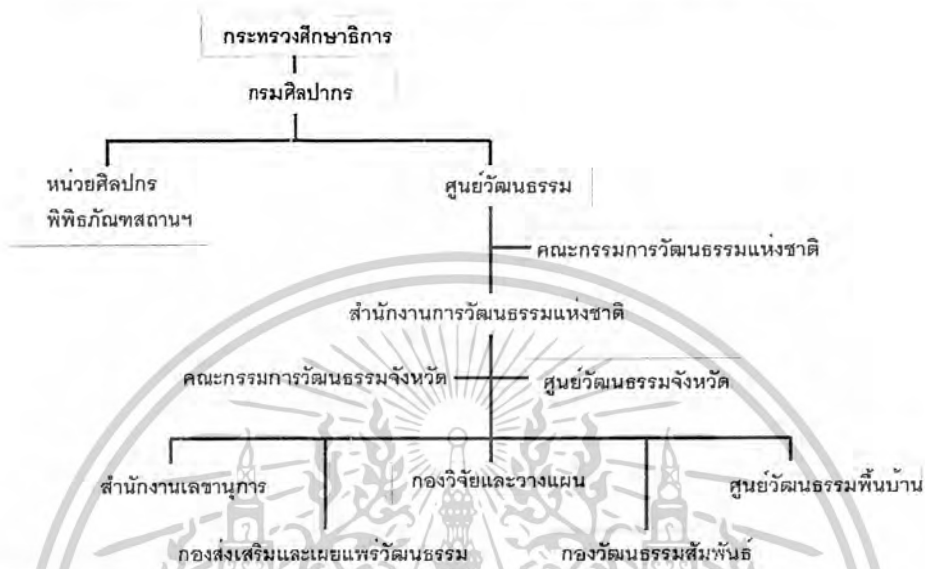 กระทรวงศึกษาธิการ
กรมศิลปากร
หน่วยศิลปกร
พิพิธภัณฑสถานฯ
ศูนย์วัฒนธรรม
คณะกรรมการวัฒนธรรมแห่งชาติ
สำนักงานการวัฒนธรรมแห่งชาติ
คณะกรรมการวัฒนธรรมจังหวัด
ศูนย์วัฒนธรรมจังหวัด
สำนักงานเลขานุการ
กองวิจัยและวางแผน
ศูนย์วัฒนธรรมพื้นบ้าน
กองส่งเสริมและเผยแพร่วัฒนธรรม
กองวัฒนธรรมสัมพันธ์